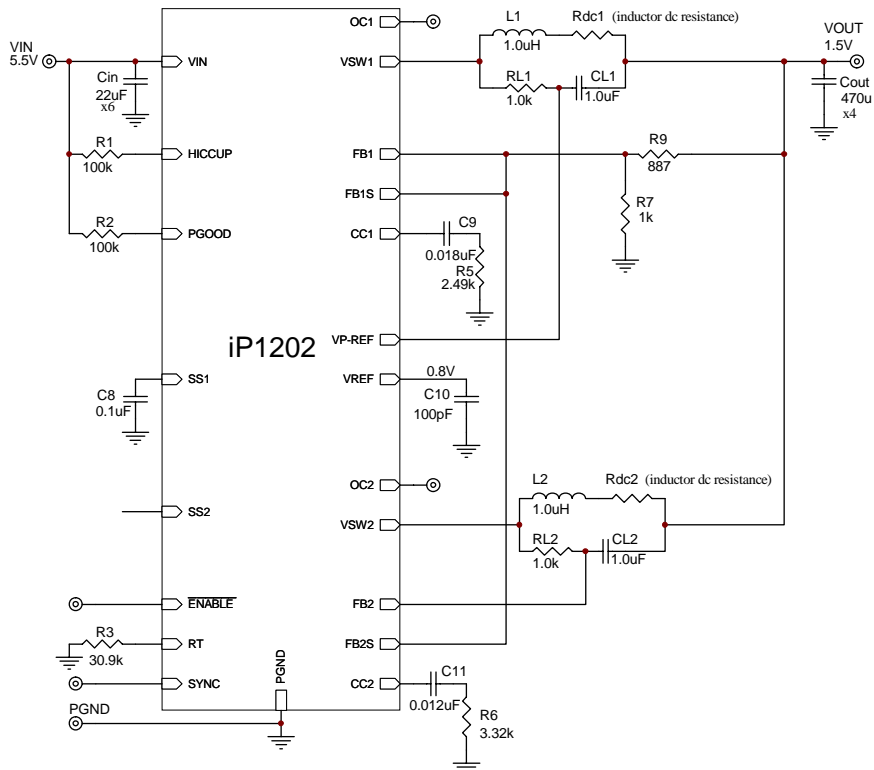 OC1
L1
1.0uH
Rdc1 (inductor dc resistance)
VIN
5.5V
VIN
Cin
22uF
x6
VSW1
RL1
1.0k
CL1
1.0uF
VOUT
1.5V
Cout
470u
x4
R1
100k
HICCUP
FB1
R9
887
FB1S
R7
1k
R2
100k
PGOOD
CC1
C9
0.018uF
R5
2.49k
iP1202
VP-REF
C8
0.1uF
SS1
VREF
0.8V
C10
100pF
OC2
L2
1.0uH
Rdc2 (inductor dc resistance)
SS2
VSW2
RL2
1.0k
CL2
1.0uF
ENABLE
FB2
R3
30.9k
RT
FB2S
SYNC
PGND
CC2
C11
0.012uF
R6
3.32k
PGND